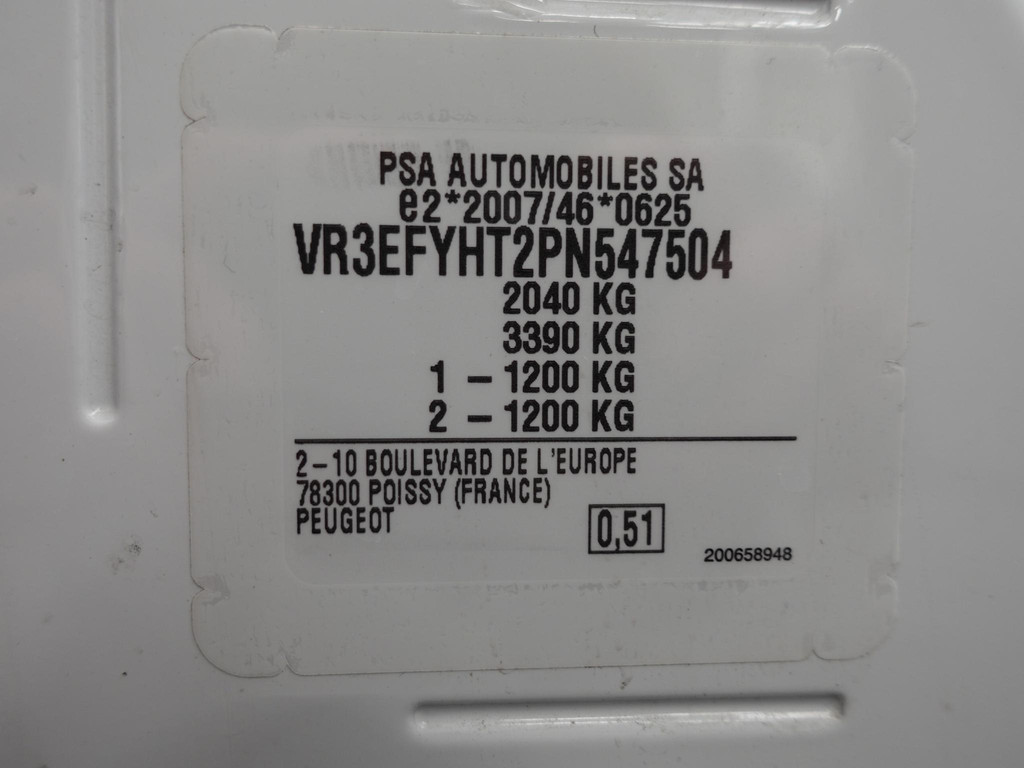 PSA AUTOMOBILES SA
e2*2007/46*0625
VR3EFYHT2PN547504
2040 KG
3390 KG
1 – 1200 KG
2 – 1200 KG
2–10 BOULEVARD DE L'EUROPE
78300 POISSY (FRANCE)
PEUGEOT
0,51
200658948